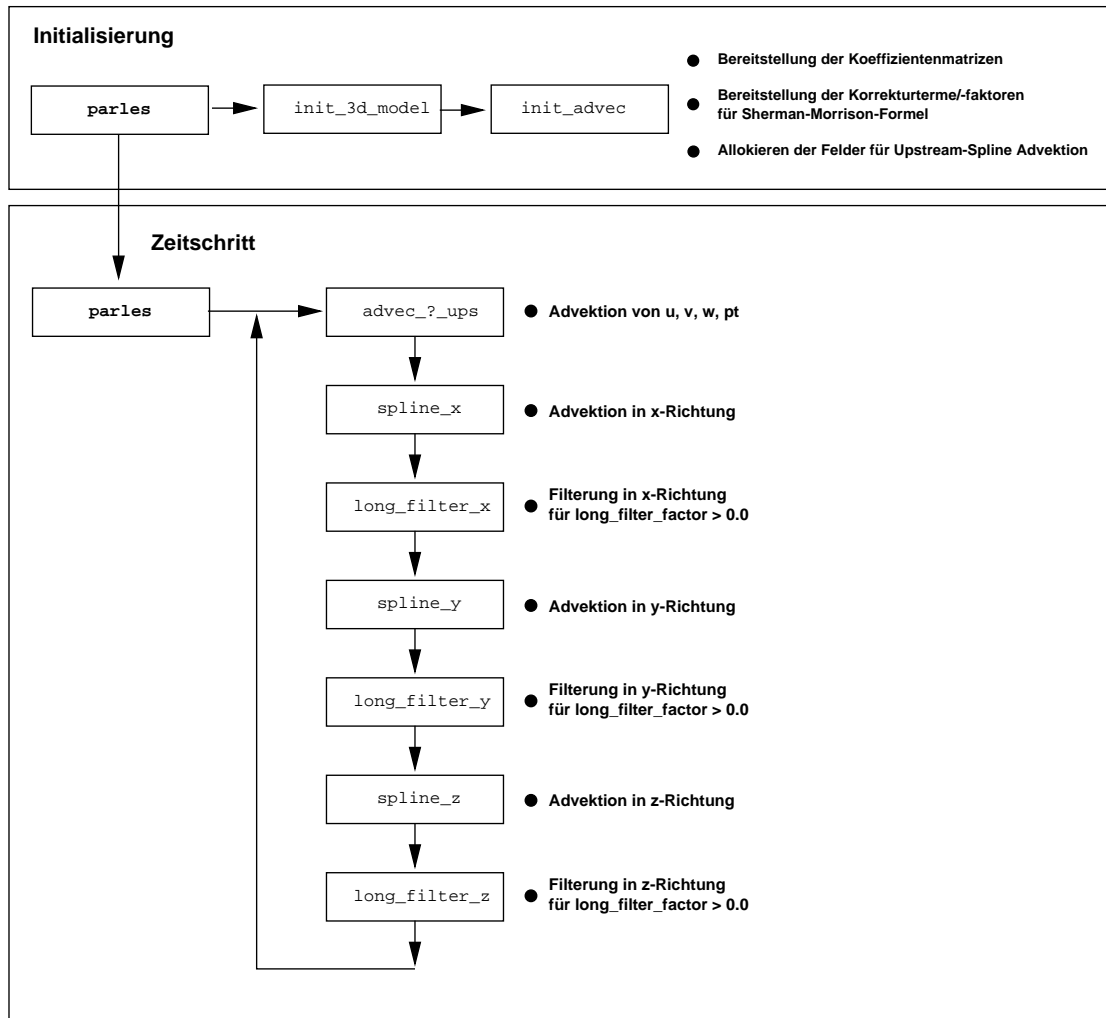 Initialisierung
parles
init_3d_model
init_advec
● Bereitstellung der Koeffizientenmatrizen
● Bereitstellung der Korrekturterme/-faktoren
für Sherman-Morrison-Formel
● Allokieren der Felder für Upstream-Spline Advektion
Zeitschritt
parles
advec_?_ups
● Advektion von u, v, w, pt
spline_x
● Advektion in x-Richtung
long_filter_x
● Filterung in x-Richtung
für long_filter_factor > 0.0
spline_y
● Advektion in y-Richtung
long_filter_y
● Filterung in y-Richtung
für long_filter_factor > 0.0
spline_z
● Advektion in z-Richtung
long_filter_z
● Filterung in z-Richtung
für long_filter_factor > 0.0